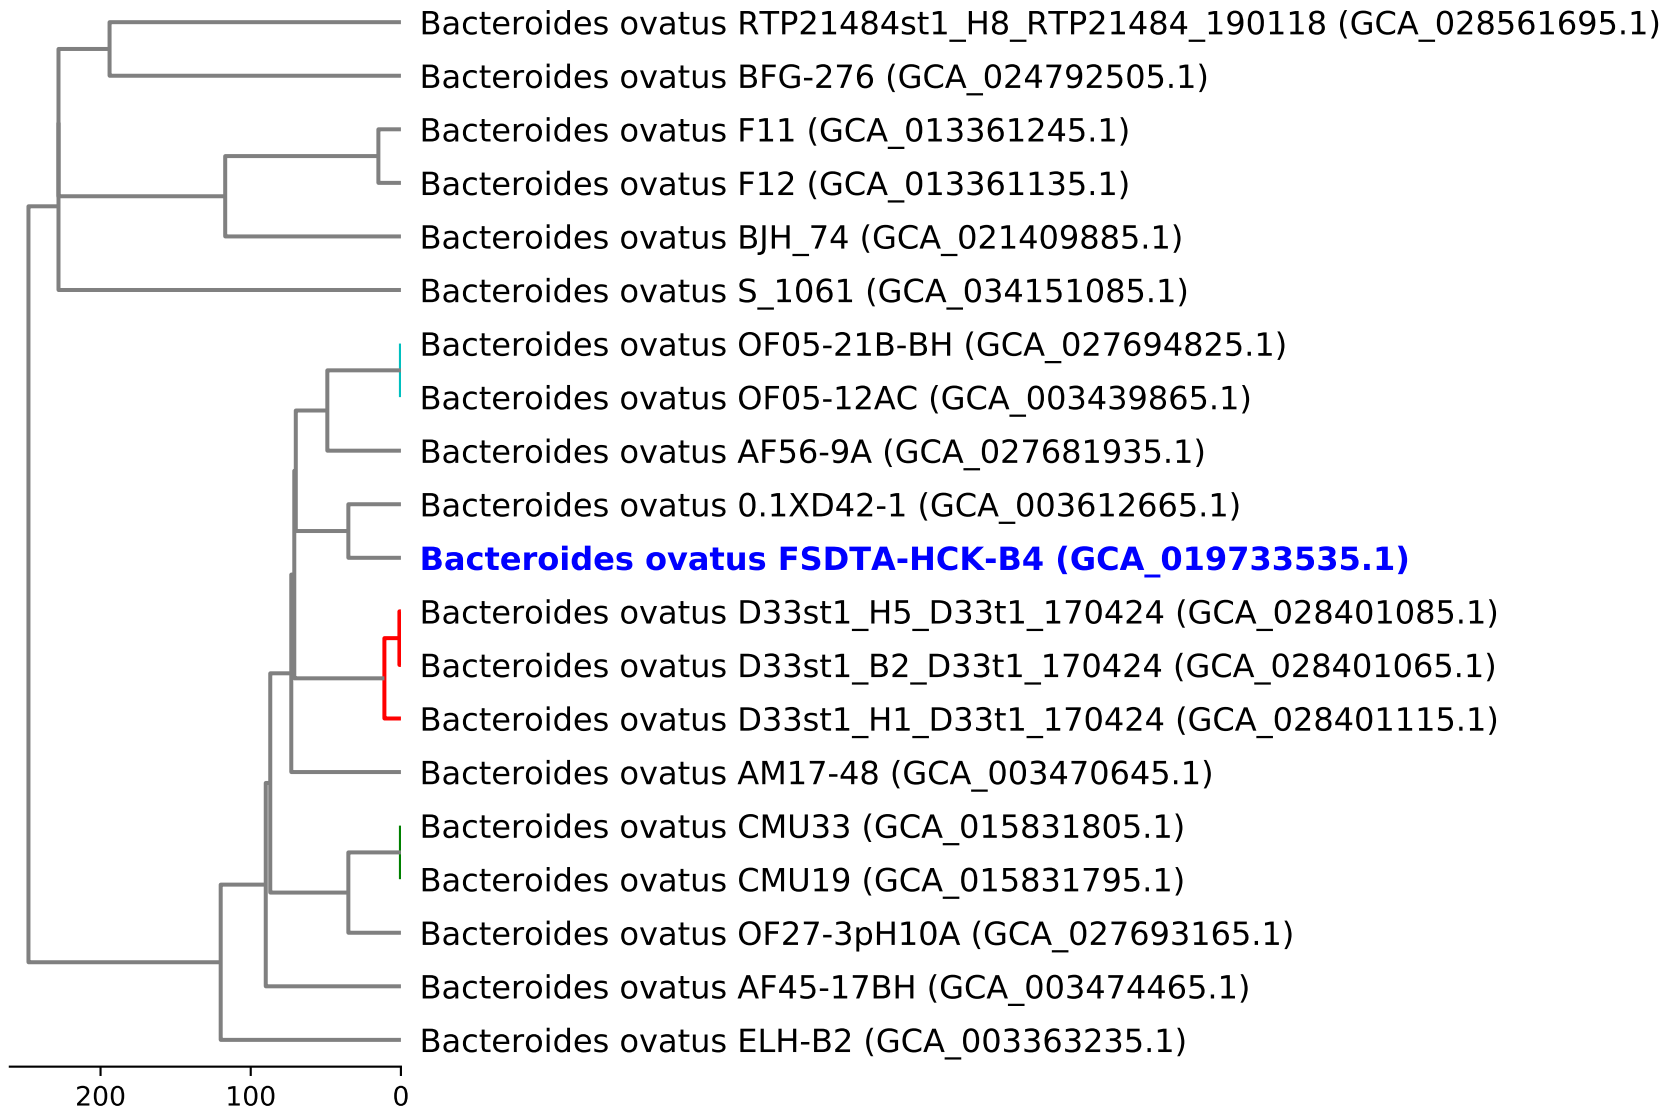 Bacteroides ovatus RTP21484st1_H8_RTP21484_190118 (GCA_028561695.1)
Bacteroides ovatus BFG-276 (GCA_024792505.1)
Bacteroides ovatus F11 (GCA_013361245.1)
Bacteroides ovatus F12 (GCA_013361135.1)
Bacteroides ovatus BJH_74 (GCA_021409885.1)
Bacteroides ovatus S_1061 (GCA_034151085.1)
Bacteroides ovatus OF05-21B-BH (GCA_027694825.1)
Bacteroides ovatus OF05-12AC (GCA_003439865.1)
Bacteroides ovatus AF56-9A (GCA_027681935.1)
Bacteroides ovatus 0.1XD42-1 (GCA_003612665.1)
Bacteroides ovatus FSDTA-HCK-B4 (GCA_019733535.1)
Bacteroides ovatus D33st1_H5_D33t1_170424 (GCA_028401085.1)
Bacteroides ovatus D33st1_B2_D33t1_170424 (GCA_028401065.1)
Bacteroides ovatus D33st1_H1_D33t1_170424 (GCA_028401115.1)
Bacteroides ovatus AM17-48 (GCA_003470645.1)
Bacteroides ovatus CMU33 (GCA_015831805.1)
Bacteroides ovatus CMU19 (GCA_015831795.1)
Bacteroides ovatus OF27-3pH10A (GCA_027693165.1)
Bacteroides ovatus AF45-17BH (GCA_003474465.1)
Bacteroides ovatus ELH-B2 (GCA_003363235.1)
200 100 0